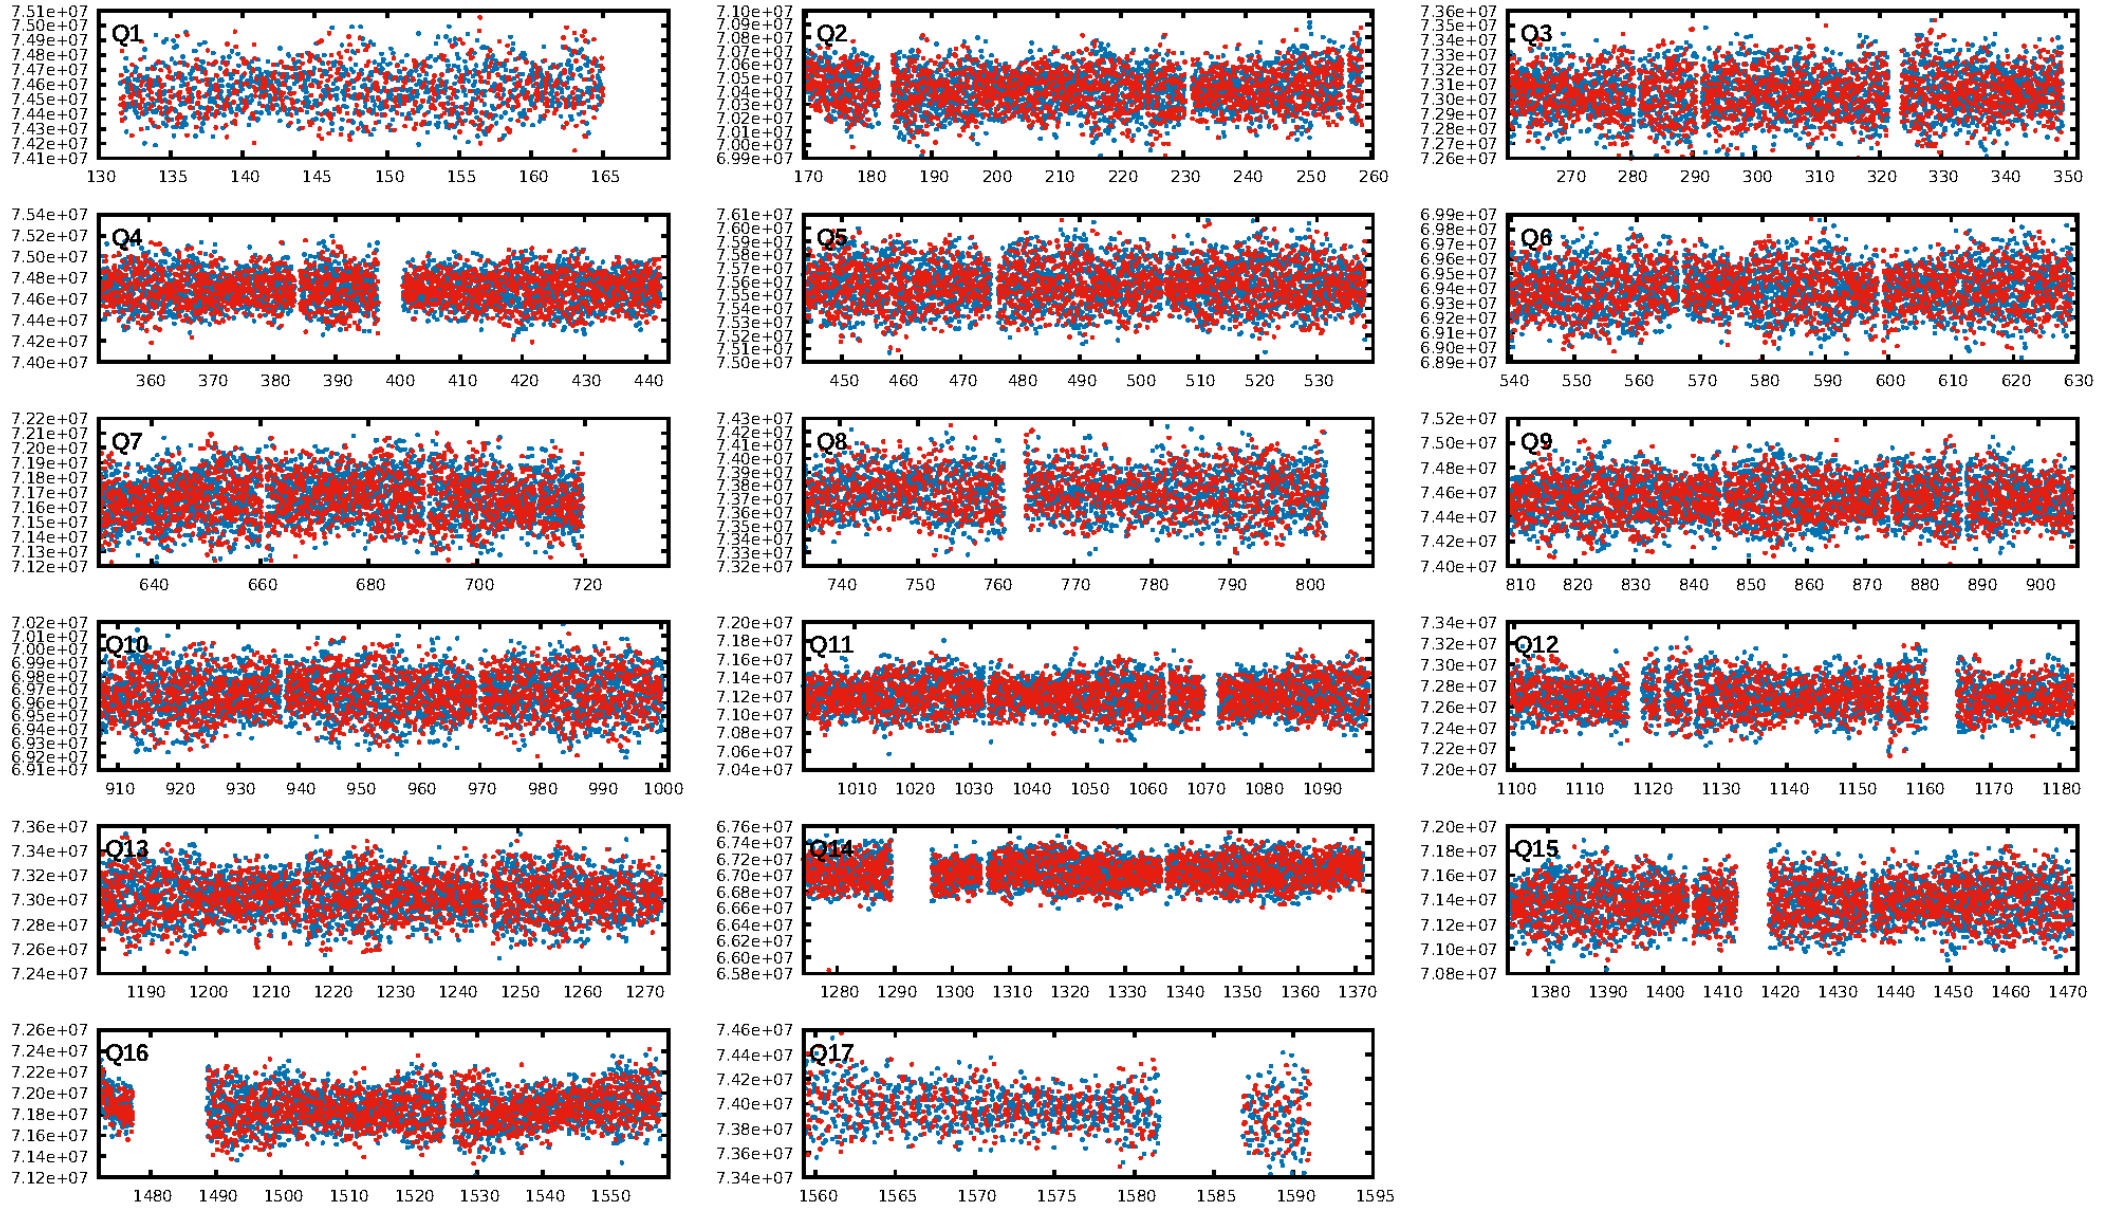 Q1
7.51e+07
7.50e+07
7.49e+07
7.48e+07
7.47e+07
7.46e+07
7.45e+07
7.44e+07
7.43e+07
7.42e+07
7.41e+07
130 135 140 145 150 155 160 165
Q2
7.10e+07
7.09e+07
7.08e+07
7.07e+07
7.06e+07
7.05e+07
7.04e+07
7.03e+07
7.02e+07
7.01e+07
7.00e+07
6.99e+07
170 180 190 200 210 220 230 240 250 260
Q3
7.36e+07
7.35e+07
7.34e+07
7.33e+07
7.32e+07
7.31e+07
7.30e+07
7.29e+07
7.28e+07
7.27e+07
7.26e+07
270 280 290 300 310 320 330 340 350
Q4
7.54e+07
7.52e+07
7.50e+07
7.48e+07
7.46e+07
7.44e+07
7.42e+07
7.40e+07
360 370 380 390 400 410 420 430 440
Q5
7.61e+07
7.60e+07
7.59e+07
7.58e+07
7.57e+07
7.56e+07
7.55e+07
7.54e+07
7.53e+07
7.52e+07
7.51e+07
7.50e+07
450 460 470 480 490 500 510 520 530
Q6
6.99e+07
6.98e+07
6.97e+07
6.96e+07
6.95e+07
6.94e+07
6.93e+07
6.92e+07
6.91e+07
6.90e+07
6.89e+07
540 550 560 570 580 590 600 610 620 630
Q7
7.22e+07
7.21e+07
7.20e+07
7.19e+07
7.18e+07
7.17e+07
7.16e+07
7.15e+07
7.14e+07
7.13e+07
7.12e+07
640 660 680 700 720
Q8
7.43e+07
7.42e+07
7.41e+07
7.40e+07
7.39e+07
7.38e+07
7.37e+07
7.36e+07
7.35e+07
7.34e+07
7.33e+07
7.32e+07
740 750 760 770 780 790 800
Q9
7.52e+07
7.50e+07
7.48e+07
7.46e+07
7.44e+07
7.42e+07
7.40e+07
810 820 830 840 850 860 870 880 890 900
Q10
7.02e+07
7.01e+07
7.00e+07
6.99e+07
6.98e+07
6.97e+07
6.96e+07
6.95e+07
6.94e+07
6.93e+07
6.92e+07
6.91e+07
910 920 930 940 950 960 970 980 990 1000
Q11
7.20e+07
7.18e+07
7.16e+07
7.14e+07
7.12e+07
7.10e+07
7.08e+07
7.06e+07
7.04e+07
1010 1020 1030 1040 1050 1060 1070 1080 1090
Q12
7.34e+07
7.32e+07
7.30e+07
7.28e+07
7.26e+07
7.24e+07
7.22e+07
7.20e+07
1100 1110 1120 1130 1140 1150 1160 1170 1180
Q13
7.36e+07
7.34e+07
7.32e+07
7.30e+07
7.28e+07
7.26e+07
7.24e+07
1190 1200 1210 1220 1230 1240 1250 1260 1270
Q14
6.76e+07
6.74e+07
6.72e+07
6.70e+07
6.68e+07
6.66e+07
6.64e+07
6.62e+07
6.60e+07
6.58e+07
1280 1290 1300 1310 1320 1330 1340 1350 1360 1370
Q15
7.20e+07
7.18e+07
7.16e+07
7.14e+07
7.12e+07
7.10e+07
7.08e+07
1380 1390 1400 1410 1420 1430 1440 1450 1460 1470
Q16
7.26e+07
7.24e+07
7.22e+07
7.20e+07
7.18e+07
7.16e+07
7.14e+07
7.12e+07
1480 1490 1500 1510 1520 1530 1540 1550
Q17
7.46e+07
7.44e+07
7.42e+07
7.40e+07
7.38e+07
7.36e+07
7.34e+07
1560 1565 1570 1575 1580 1585 1590 1595